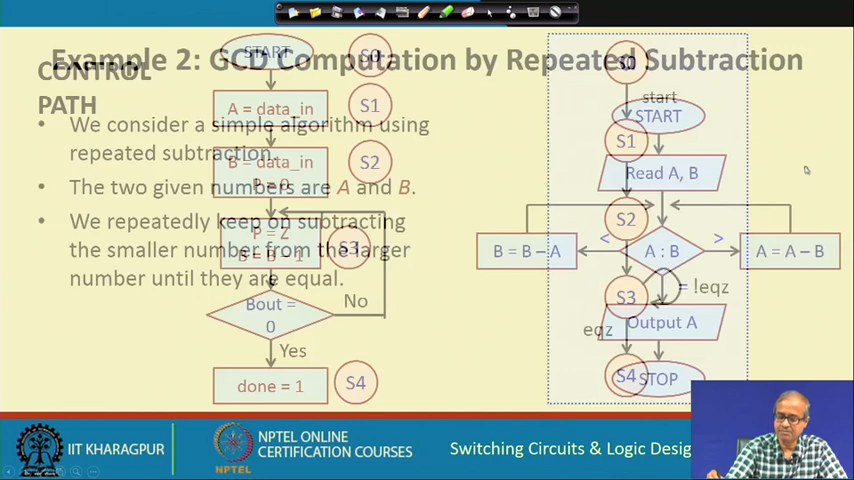 Example 2: GCD Computation by Repeated Subtraction
CONTROL
PATH
• We consider a simple algorithm using
repeated subtraction.
• The two given numbers are A and B.
• We repeatedly keep on subtracting
the smaller number from the larger
number until they are equal.
START
S0
A = data_in
S1
B = data_in
P = 0
S2
B = B – 1
S3
Bout =
0
No
Yes
done = 1
S4
S0
start
START
S1
Read A, B
S2
B = B – A
<
A : B
>
A = A – B
S3
= !eqz
eqz
Output A
S4
STOP
IIT KHARAGPUR
NPTEL
NPTEL ONLINE
CERTIFICATION COURSES
Switching Circuits & Logic Desig